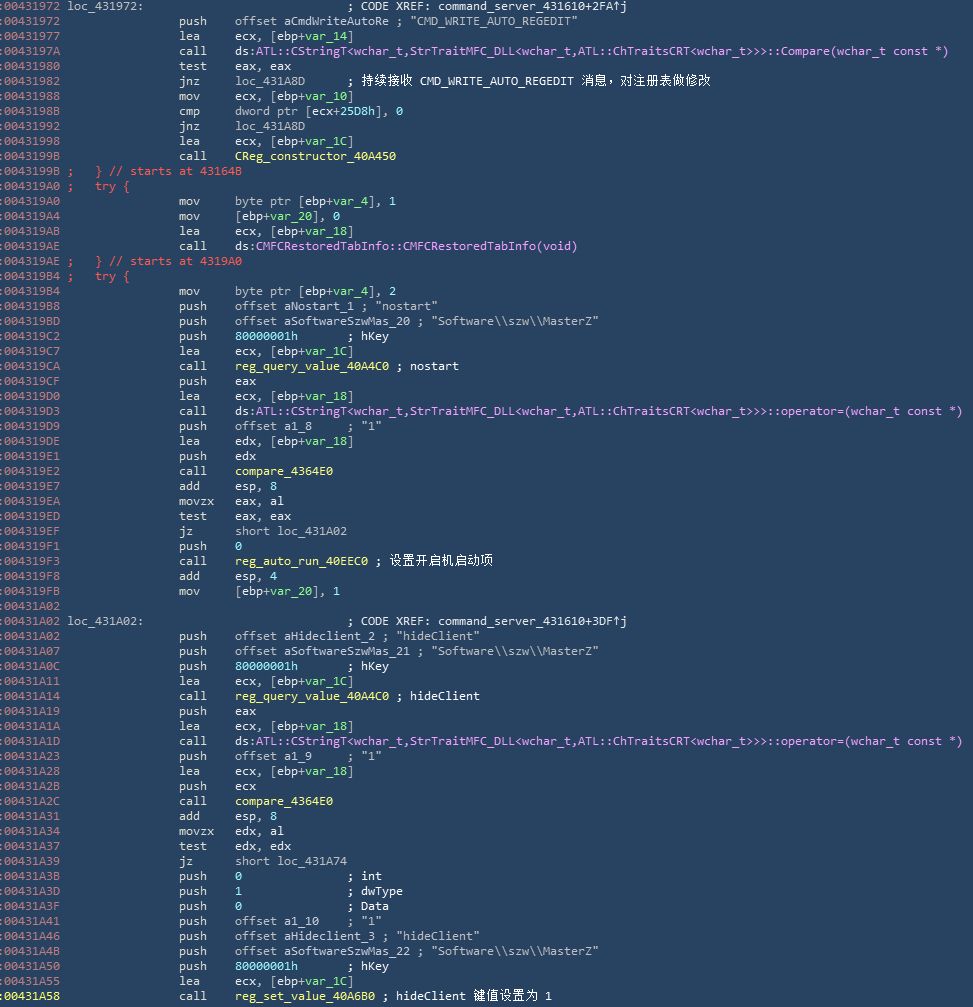 :00431972 loc_431972: ; CODE XREF: command_server_431610+2FA↑j
:00431972 push offset aCmdWriteAutoRe ; "CMD_WRITE_AUTO_REGEDIT"
:00431977 lea ecx, [ebp+var_14]
:0043197A call ds:ATL::CStringT<wchar_t,StrTraitMFC_DLL<wchar_t,ATL::ChTraitsCRT<wchar_t>>>::Compare(wchar_t const *)
:00431980 test eax, eax
:00431982 jnz loc_431A8D ; 持续接收 CMD_WRITE_AUTO_REGEDIT 消息，对注册表做修改
:00431988 mov ecx, [ebp+var_10]
:0043198B cmp dword ptr [ecx+25D8h], 0
:00431992 jnz loc_431A8D
:00431998 lea ecx, [ebp+var_1C]
:0043199B call CReg_constructor_40A450
:0043199B ; } // starts at 43164B
:004319A0 ; try {
:004319A0 mov byte ptr [ebp+var_4], 1
:004319A4 mov [ebp+var_20], 0
:004319AB lea ecx, [ebp+var_18]
:004319AE call ds:CMFCRestoredTabInfo::CMFCRestoredTabInfo(void)
:004319AE ; } // starts at 4319A0
:004319B4 ; try {
:004319B4 mov byte ptr [ebp+var_4], 2
:004319B8 push offset aNostart_1 ; "nostart"
:004319BD push offset aSoftwareSzwMas_20 ; "Software\\szw\\MasterZ"
:004319C2 push 80000001h ; hKey
:004319C7 lea ecx, [ebp+var_1C]
:004319CA call reg_query_value_40A4C0 ; nostart
:004319CF push eax
:004319D0 lea ecx, [ebp+var_18]
:004319D3 call ds:ATL::CStringT<wchar_t,StrTraitMFC_DLL<wchar_t,ATL::ChTraitsCRT<wchar_t>>>::operator=(wchar_t const *)
:004319D9 push offset a1_8 ; "1"
:004319DE lea edx, [ebp+var_18]
:004319E1 push edx
:004319E2 call compare_4364E0
:004319E7 add esp, 8
:004319EA movzx eax, al
:004319ED test eax, eax
:004319EF jz short loc_431A02
:004319F1 push 0
:004319F3 call reg_auto_run_40EEC0 ; 设置开启机启动项
:004319F8 add esp, 4
:004319FB mov [ebp+var_20], 1
:00431A02
:00431A02 loc_431A02: ; CODE XREF: command_server_431610+3DF↑j
:00431A02 push offset aHideclient_2 ; "hideClient"
:00431A07 push offset aSoftwareSzwMas_21 ; "Software\\szw\\MasterZ"
:00431A0C push 80000001h ; hKey
:00431A11 lea ecx, [ebp+var_1C]
:00431A14 call reg_query_value_40A4C0 ; hideClient
:00431A19 push eax
:00431A1A lea ecx, [ebp+var_18]
:00431A1D call ds:ATL::CStringT<wchar_t,StrTraitMFC_DLL<wchar_t,ATL::ChTraitsCRT<wchar_t>>>::operator=(wchar_t const *)
:00431A23 push offset a1_9 ; "1"
:00431A28 lea ecx, [ebp+var_18]
:00431A2B push ecx
:00431A2C call compare_4364E0
:00431A31 add esp, 8
:00431A34 movzx edx, al
:00431A37 test edx, edx
:00431A39 jz short loc_431A74
:00431A3B push 0 ; int
:00431A3D push 1 ; dwType
:00431A3F push 0 ; Data
:00431A41 push offset a1_10 ; "1"
:00431A46 push offset aHideclient_3 ; "hideClient"
:00431A4B push offset aSoftwareSzwMas_22 ; "Software\\szw\\MasterZ"
:00431A50 push 80000001h ; hKey
:00431A55 lea ecx, [ebp+var_1C]
:00431A58 call reg_set_value_40A6B0 ; hideClient 键值设置为 1